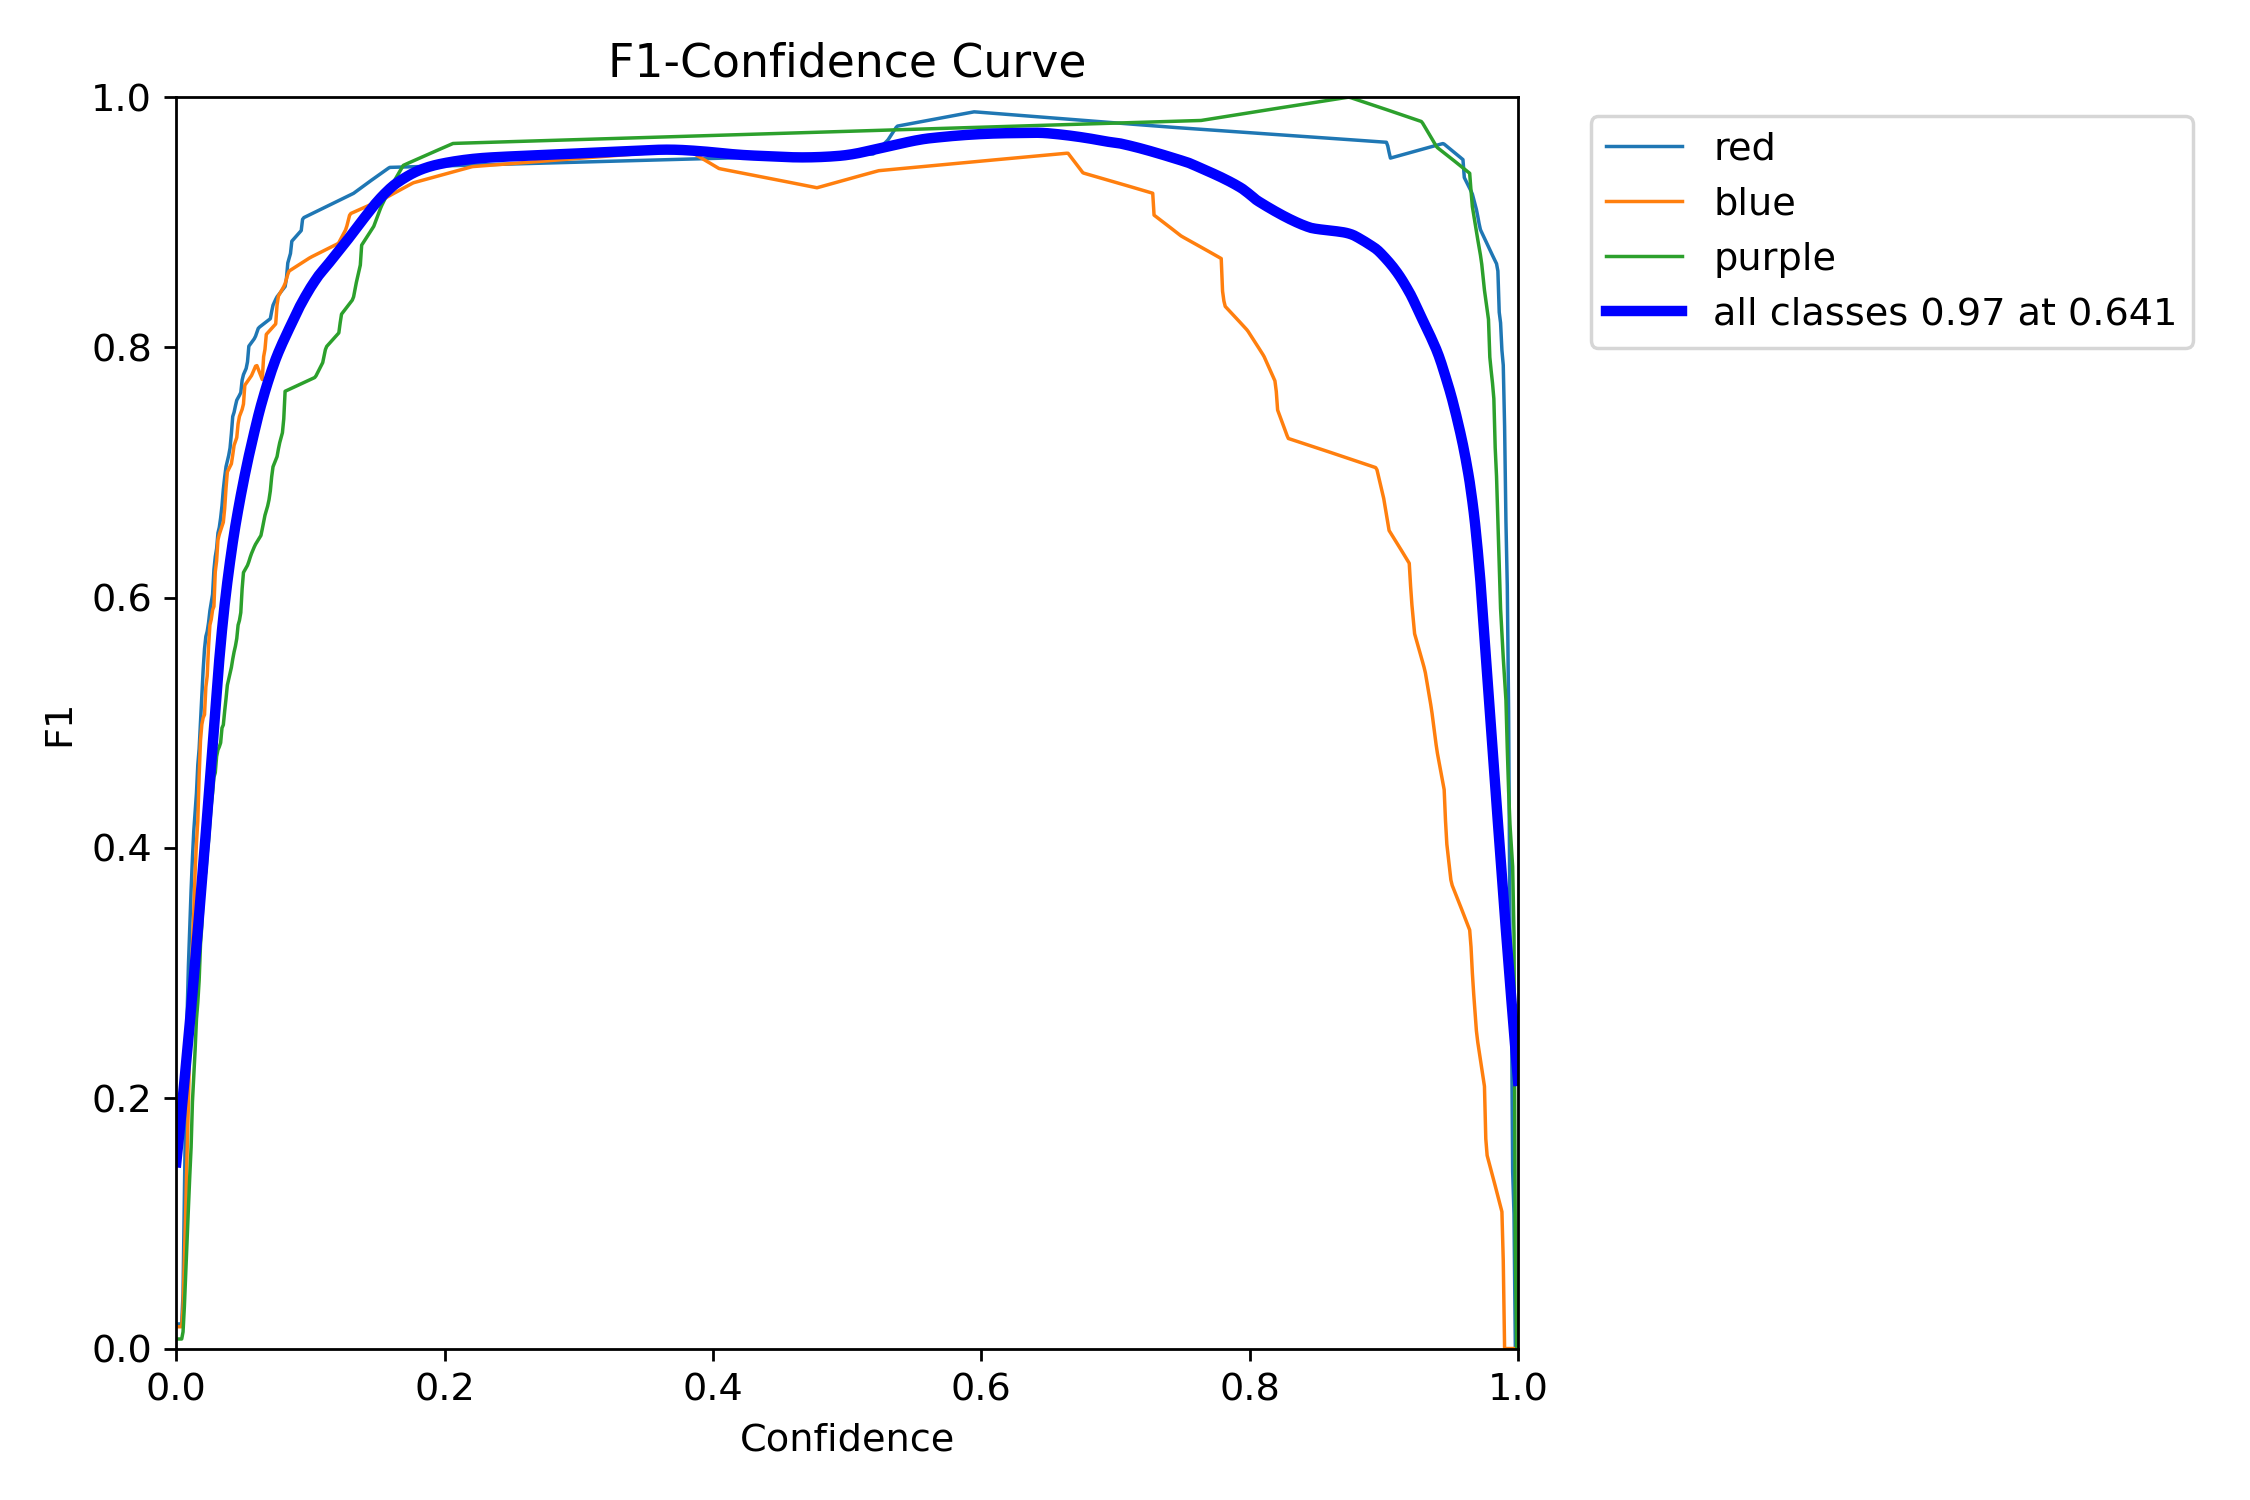 F1-Confidence Curve
1.0
0.8
0.6
0.4
0.2
0.0
F1
0.0 0.2 0.4 0.6 0.8 1.0
Confidence
red
blue
purple
all classes 0.97 at 0.641